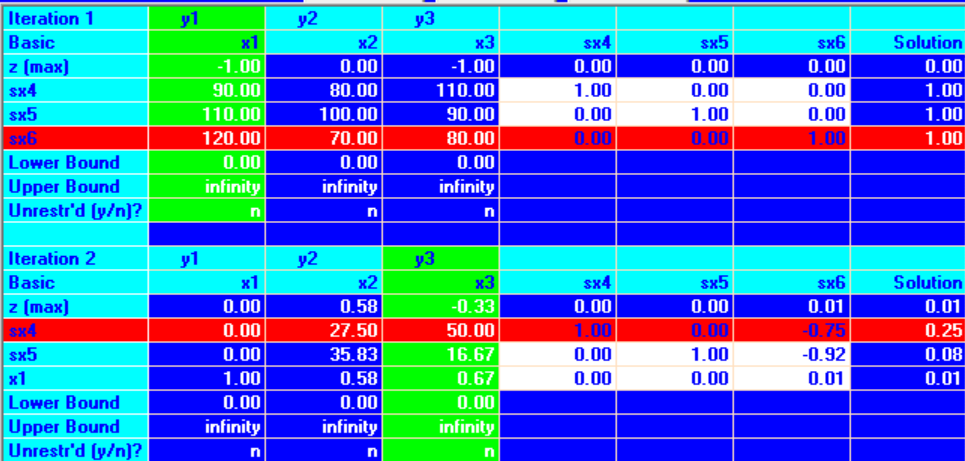 Iteration 1 y1 y2 y3
Basic x1 x2 x3 sx4 sx5 sx6 Solution
z (max) -1.00 0.00 -1.00 0.00 0.00 0.00 0.00
sx4 90.00 80.00 110.00 1.00 0.00 0.00 1.00
sx5 110.00 100.00 90.00 0.00 1.00 0.00 1.00
sx6 120.00 70.00 80.00 0.00 0.00 1.00 1.00
Lower Bound 0.00 0.00 0.00
Upper Bound infinity infinity infinity
Unrestr'd (y/n)? n n n
Iteration 2 y1 y2 y3
Basic x1 x2 x3 sx4 sx5 sx6 Solution
z (max) 0.00 0.58 -0.33 0.00 0.00 0.01 0.01
sx4 0.00 27.50 50.00 1.00 0.00 -0.75 0.25
sx5 0.00 35.83 16.67 0.00 1.00 -0.92 0.08
x1 1.00 0.58 0.67 0.00 0.00 0.01 0.01
Lower Bound 0.00 0.00 0.00
Upper Bound infinity infinity infinity
Unrestr'd (y/n)? n n n